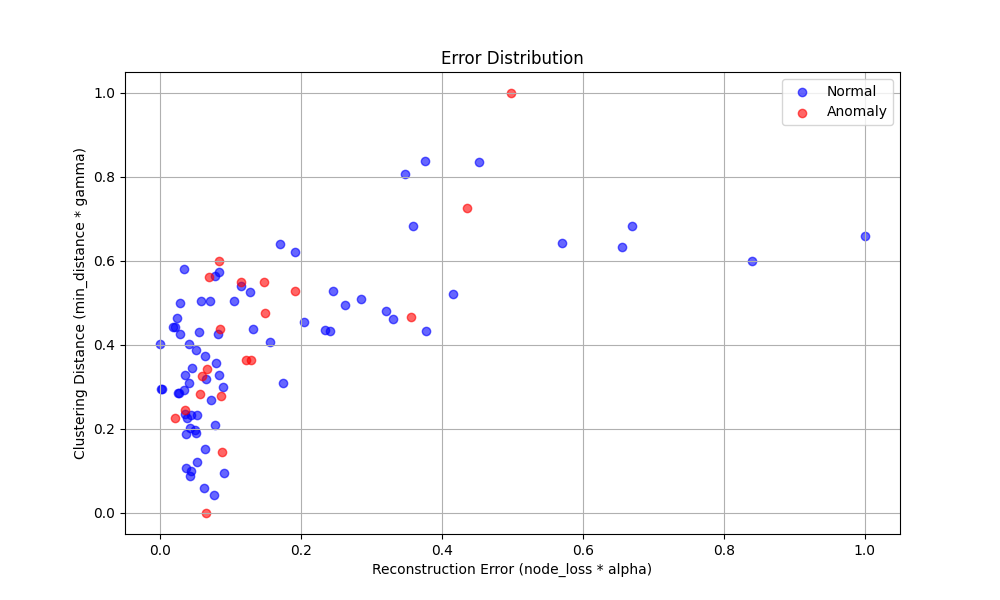 Error Distribution
Normal
Anomaly
Clustering Distance (min_distance * gamma)
1.0
0.8
0.6
0.4
0.2
0.0
0.0 0.2 0.4 0.6 0.8 1.0
Reconstruction Error (node_loss * alpha)